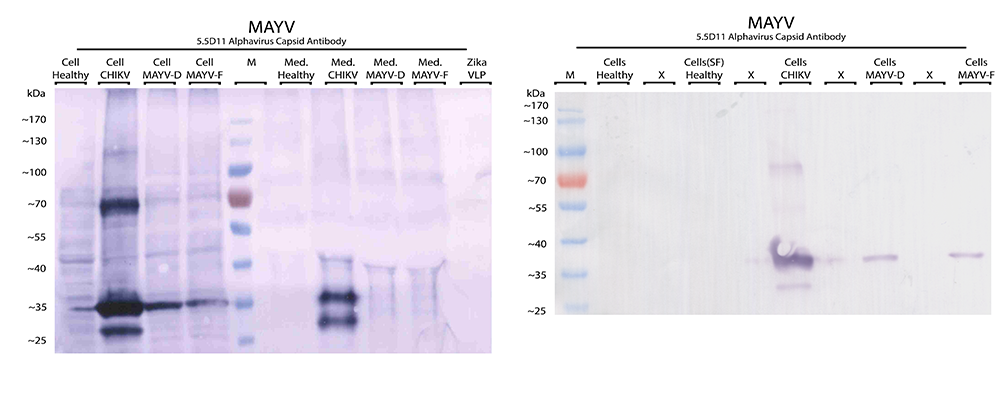 MAYV
5.5D11 Alphavirus Capsid Antibody
Cell Healthy
Cell CHIKV
Cell MAYV-D
Cell MAYV-F
M
Med. Healthy
Med. CHIKV
Med. MAYV-D
Med. MAYV-F
Zika VLP
kDa
~170
~130
~100
~70
~55
~40
~35
~25
MAYV
5.5D11 Alphavirus Capsid Antibody
M
Cells Healthy
X
Cells(SF) Healthy
X
Cells CHIKV
X
Cells MAYV-D
X
Cells MAYV-F
kDa
~170
~130
~100
~70
~55
~40
~35
~25